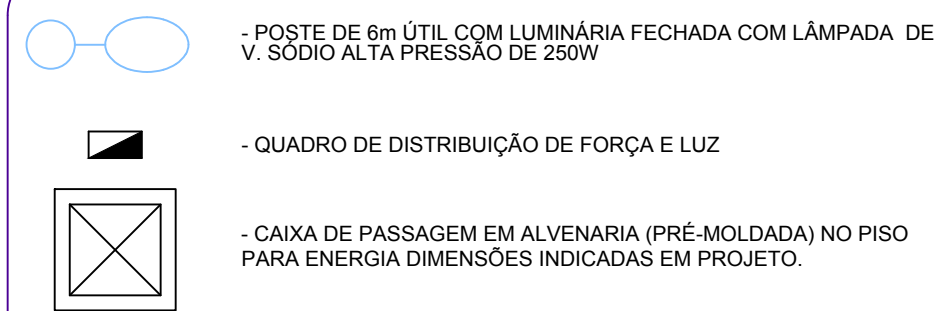 - POSTE DE 6m ÚTIL COM LUMINÁRIA FECHADA COM LÂMPADA DE
V. SÓDIO ALTA PRESSÃO DE 250W
- QUADRO DE DISTRIBUIÇÃO DE FORÇA E LUZ
- CAIXA DE PASSAGEM EM ALVENARIA (PRÉ-MOLDADA) NO PISO
PARA ENERGIA DIMENSÕES INDICADAS EM PROJETO.